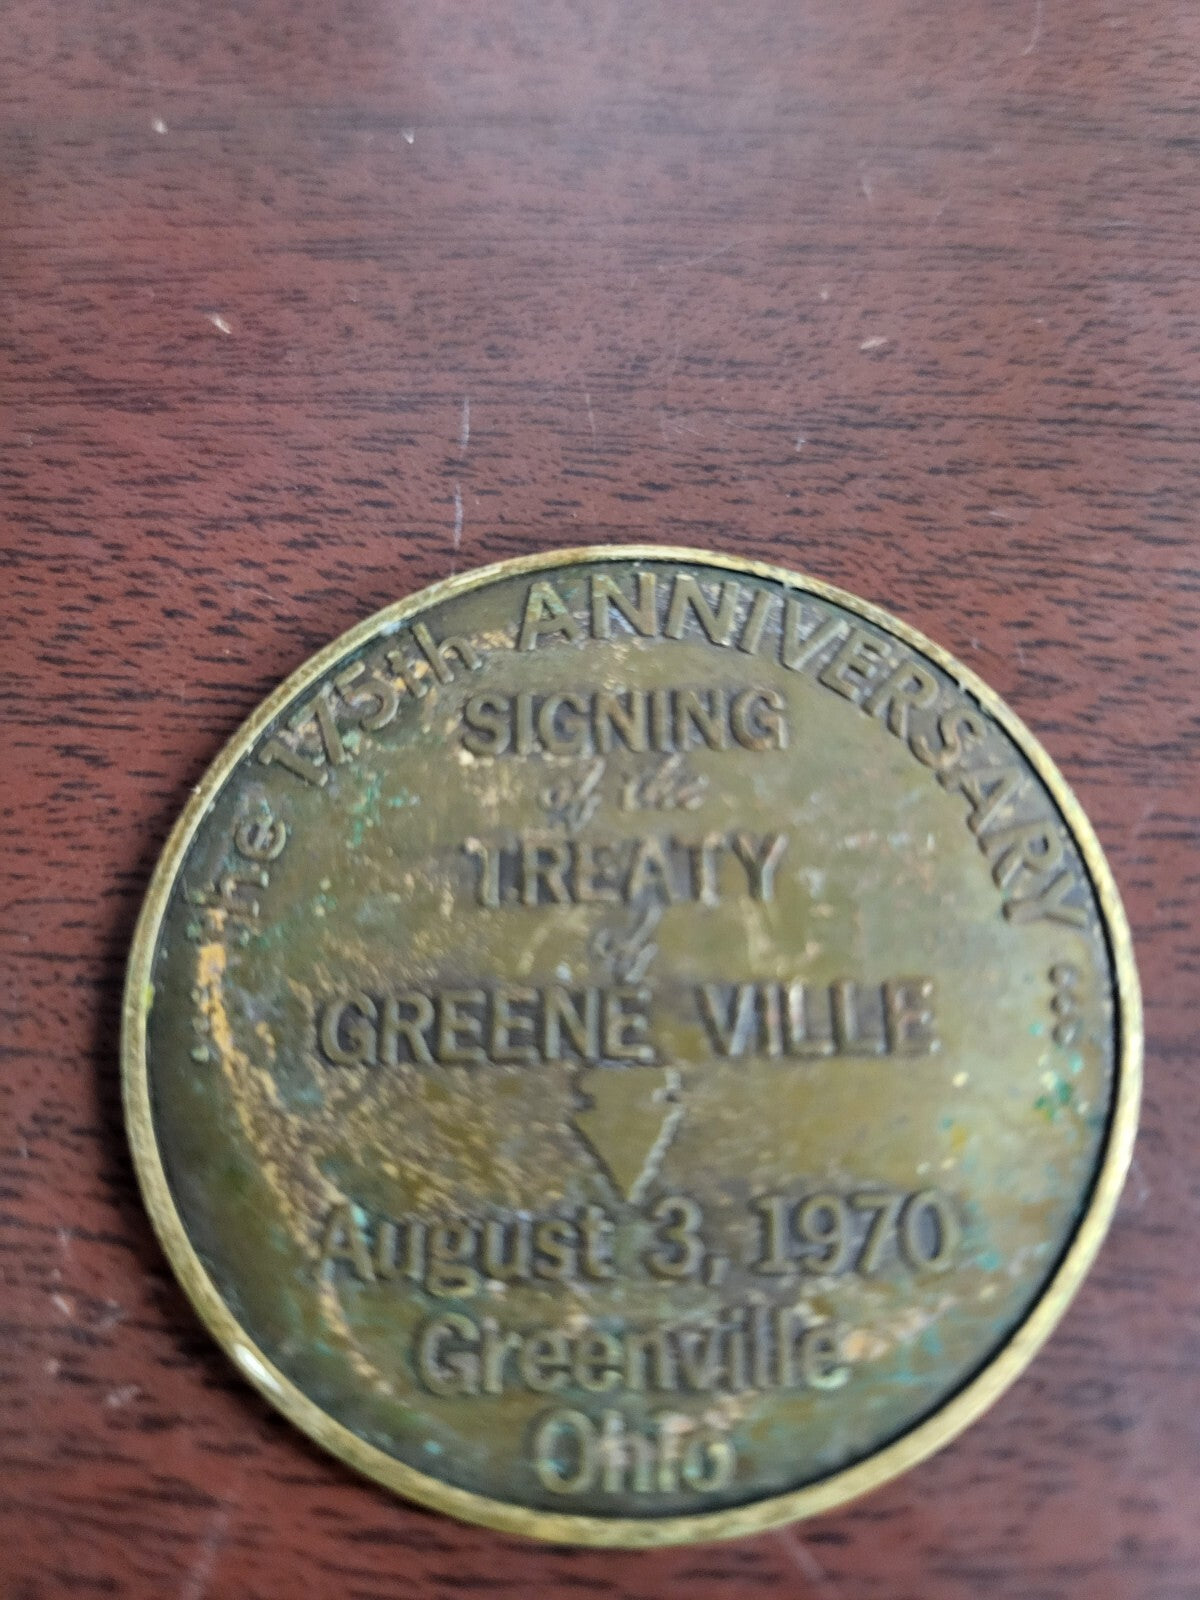 ...the 175th ANNIVERSARY...
SIGNING
of the
TREATY
of
GREENE VILLE
August 3, 1970
Greenville
Ohio